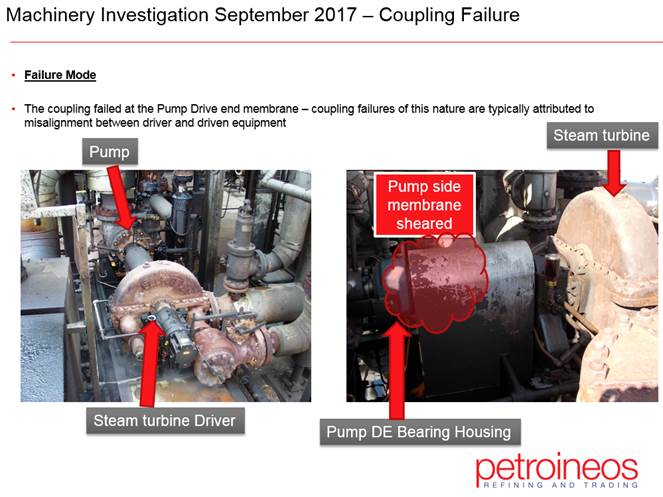 Machinery Investigation September 2017 – Coupling Failure
• Failure Mode
• The coupling failed at the Pump Drive end membrane – coupling failures of this nature are typically attributed to
misalignment between driver and driven equipment
Steam turbine
Pump
Pump side
membrane
sheared
Steam turbine Driver
Pump DE Bearing Housing
petroineos
REFINING AND TRADING